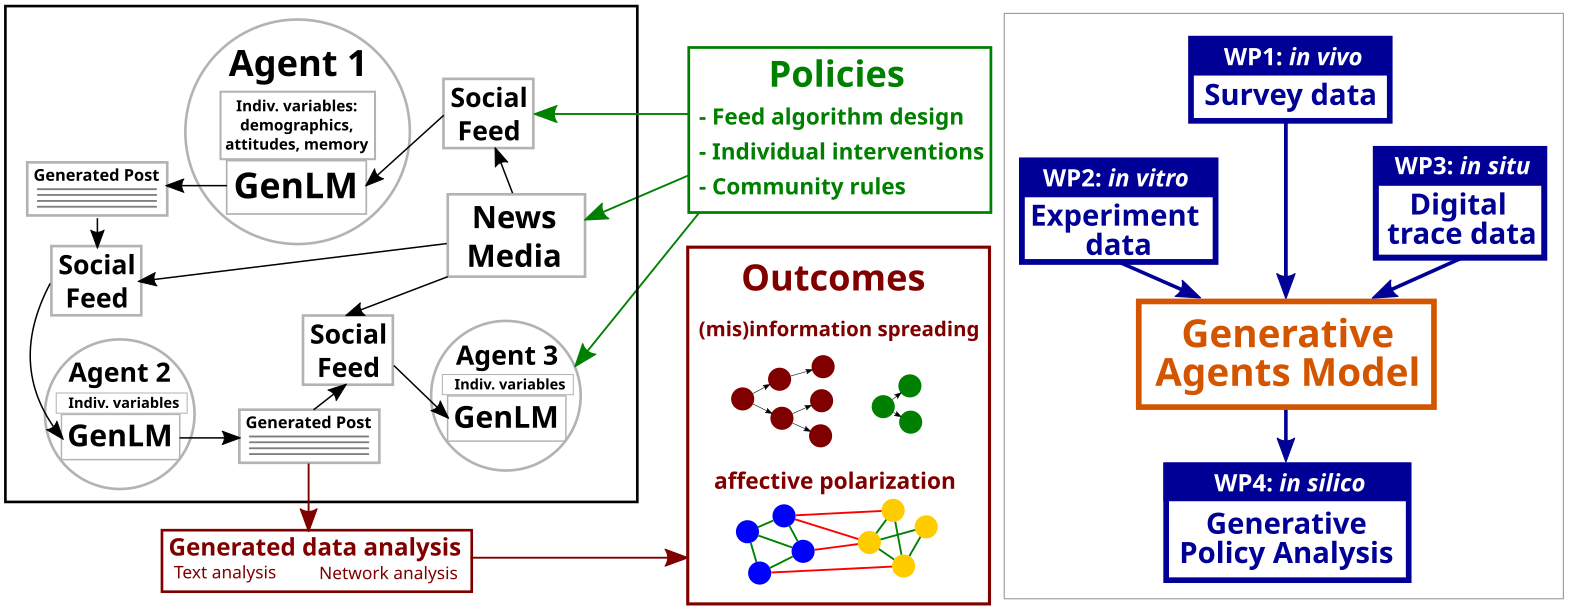 Agent 1
Indiv. variables:
demographics,
attitudes, memory
GenLM
Social
Feed
Generated Post
News
Media
Social
Feed
Social
Feed
Agent 2
Indiv. variables
GenLM
Generated Post
Agent 3
Indiv. variables
GenLM
Generated data analysis
Text analysis
Network analysis
Policies
- Feed algorithm design
- Individual interventions
- Community rules
Outcomes
(mis)information spreading
affective polarization
WP1: in vivo
Survey data
WP2: in vitro
Experiment
data
WP3: in situ
Digital
trace data
Generative
Agents Model
WP4: in silico
Generative
Policy Analysis